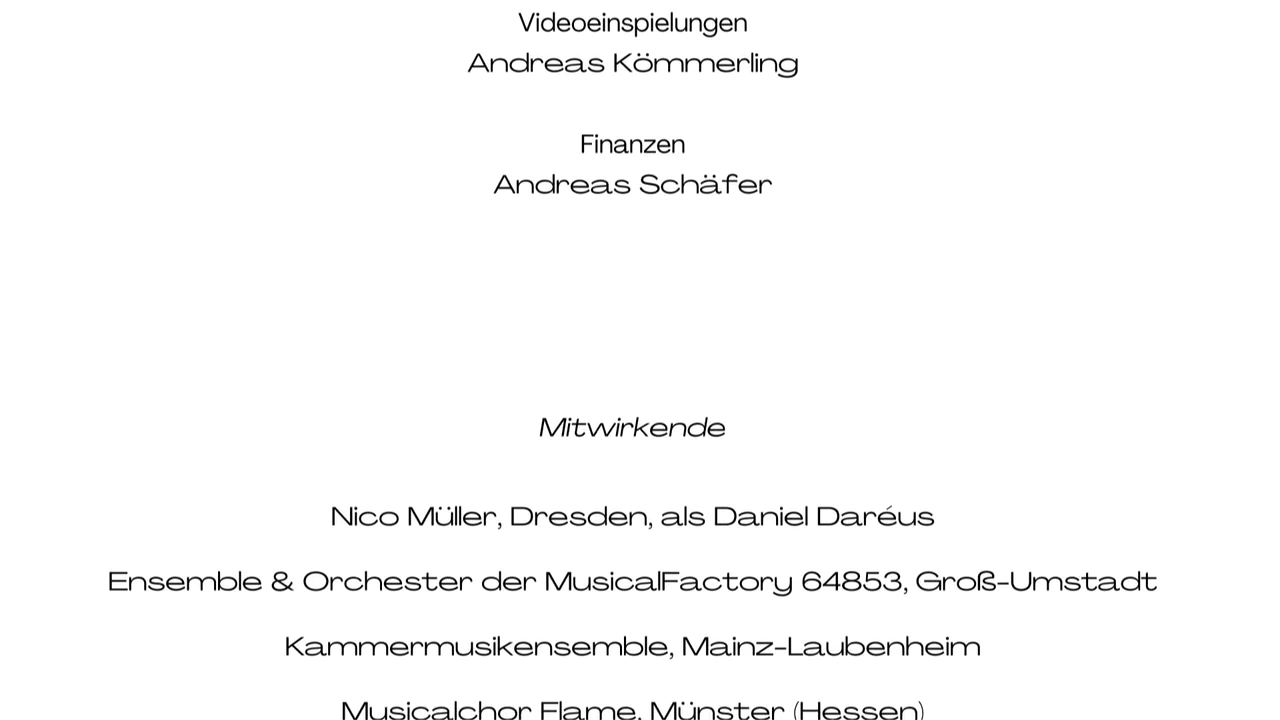 Videoeinspielungen
Andreas Kömmerling
Finanzen
Andreas Schäfer
Mitwirkende
Nico Müller, Dresden, als Daniel Daréus
Ensemble & Orchester der MusicalFactory 64853, Groß-Umstadt
Kammermusikensemble, Mainz-Laubenheim
Musicalchor Flame, Münster (Hessen)